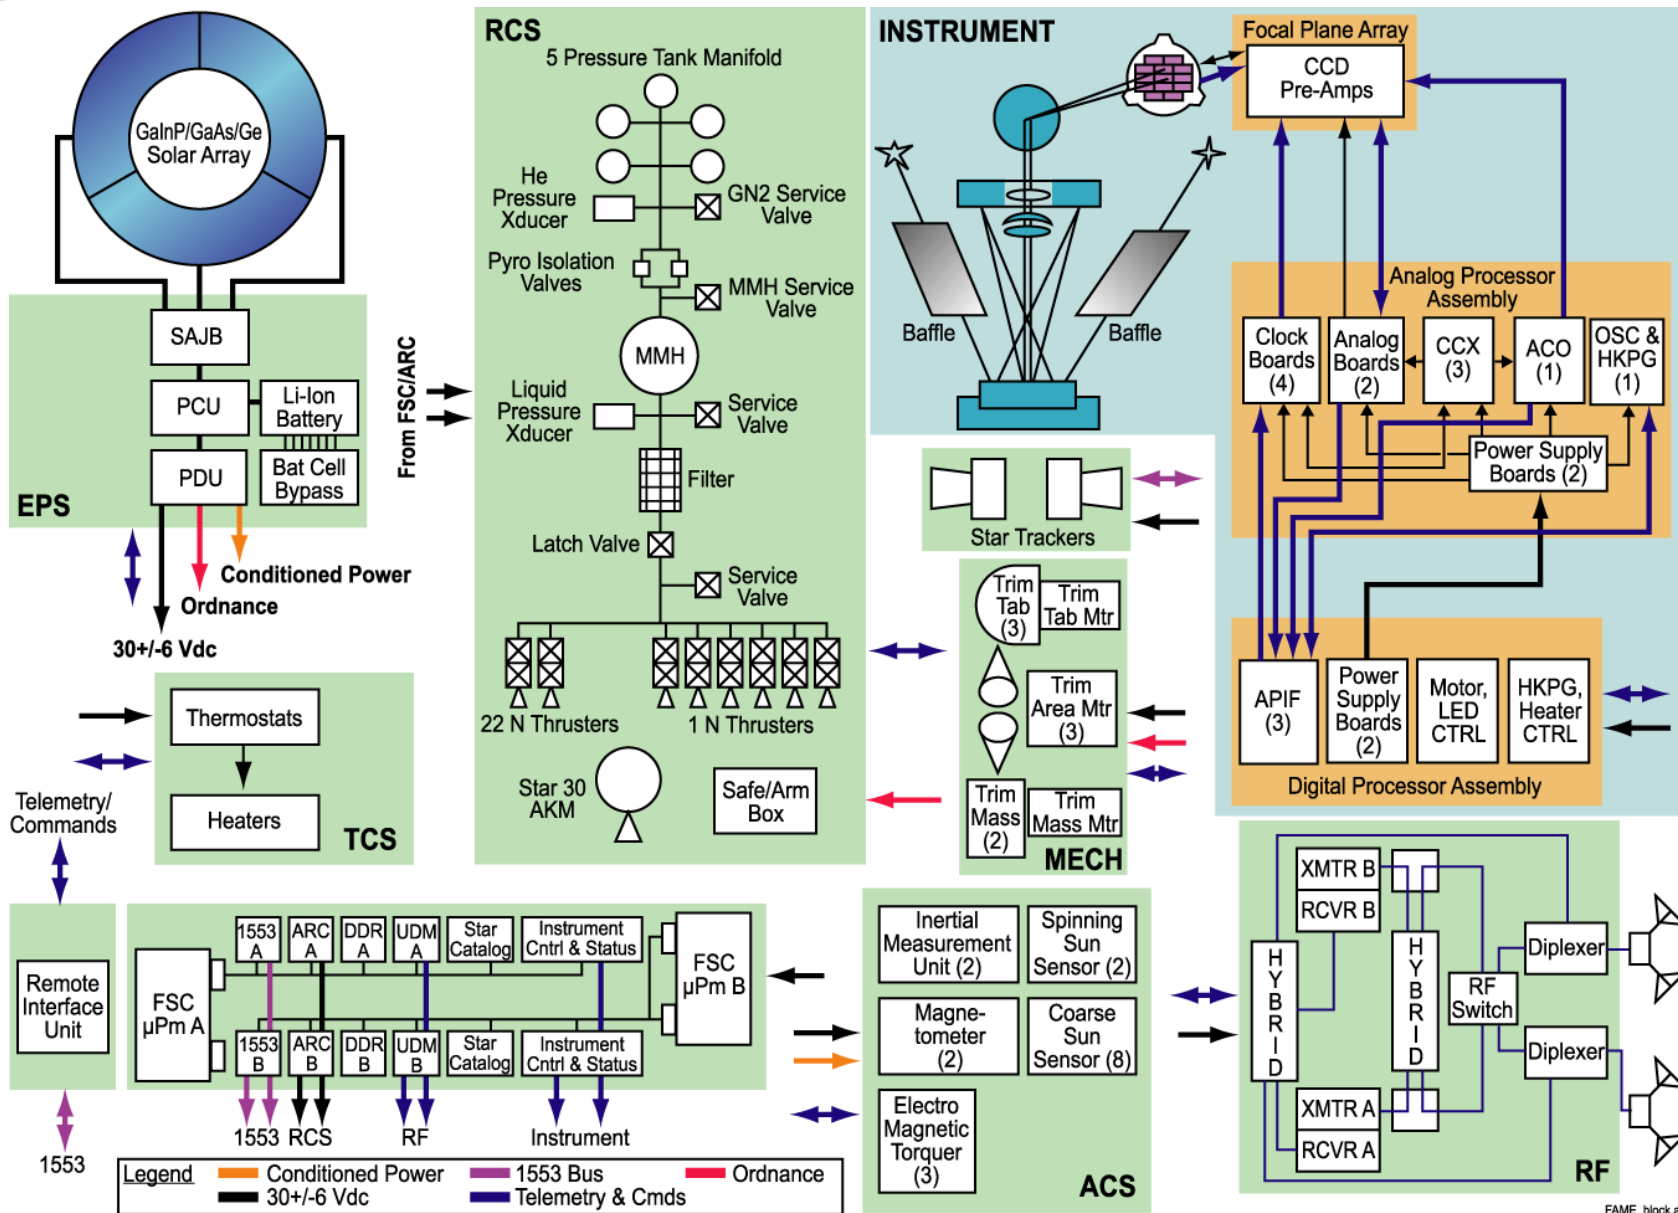 GaInP/GaAs/Ge
Solar Array
SAJB
PCU
Li-Ion
Battery
PDU
Bat Cell
Bypass
EPS
Conditioned Power
Ordnance
30+/-6 Vdc
RCS
5 Pressure Tank Manifold
He
Pressure
Xducer
GN2 Service
Valve
Pyro Isolation
Valves
MMH Service
Valve
MMH
From FSC/ARC
Liquid
Pressure
Xducer
Service
Valve
Filter
Latch Valve
Service
Valve
22 N Thrusters
1 N Thrusters
Star 30
AKM
Safe/Arm
Box
INSTRUMENT
Focal Plane Array
CCD
Pre-Amps
Baffle
Baffle
Analog Processor
Assembly
Clock
Boards
(4)
Analog
Boards
(2)
CCX
(3)
ACO
(1)
OSC &
HKPG
(1)
Power Supply
Boards (2)
APIF
(3)
Power
Supply
Boards
(2)
Motor,
LED
CTRL
HKPG,
Heater
CTRL
Digital Processor Assembly
Star Trackers
Trim
Tab
(3)
Trim
Tab Mtr
Trim
Area Mtr
(3)
Trim
Mass
(2)
Trim
Mass Mtr
MECH
Thermostats
Heaters
TCS
Telemetry/
Commands
Remote
Interface
Unit
1553
FSC
µPm A
1553
A
ARC
A
DDR
A
UDM
A
Star
Catalog
Instrument
Cntrl & Status
FSC
µPm B
1553
B
ARC
B
DDR
B
UDM
B
Star
Catalog
Instrument
Cntrl & Status
1553
RCS
RF
Instrument
Inertial
Measurement
Unit (2)
Spinning
Sun
Sensor (2)
Magne-
tometer
(2)
Coarse
Sun
Sensor (8)
Electro
Magnetic
Torquer
(3)
ACS
XMTR B
RCVR B
HYBRID
HYBRID
RF
Switch
Diplexer
Diplexer
XMTR A
RCVR A
RF
Legend
Conditioned Power
1553 Bus
Ordnance
30+/-6 Vdc
Telemetry & Cmds